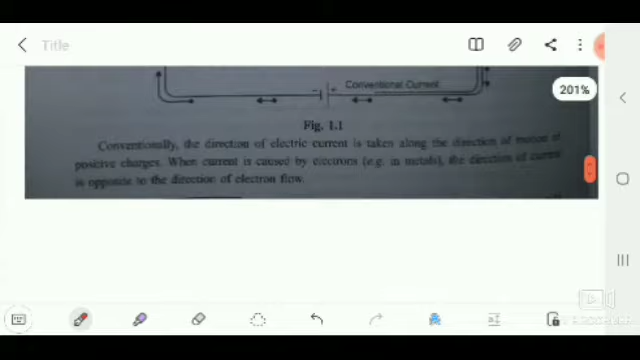 Title
201%
Conventional Current
Fig. 1.1
Conventionally, the direction of electric current is taken along the direction of motion of
positive charges. When current is caused by electrons (e.g. in metals), the direction of current
is opposite to the direction of electron flow.